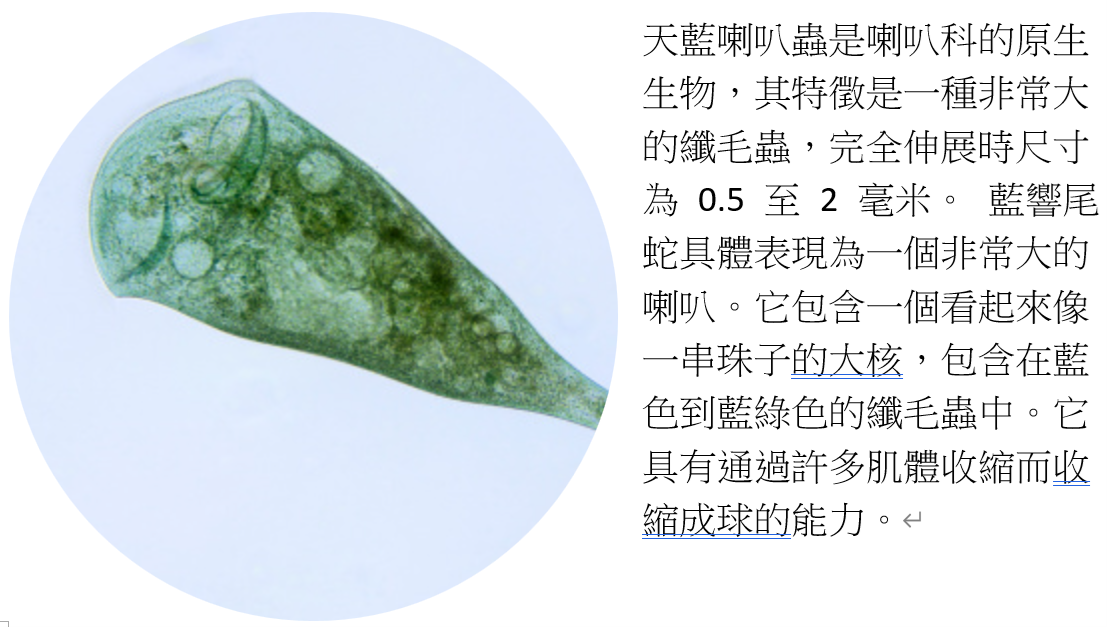 天藍喇叭蟲是喇叭科的原生
生物，其特徵是一種非常大
的纖毛蟲，完全伸展時尺寸
為 0.5 至 2 毫米。 藍響尾
蛇具體表現為一個非常大的
喇叭。它包含一個看起來像
一串珠子的大核，包含在藍
色到藍綠色的纖毛蟲中。它
具有通過許多肌體收縮而收
縮成球的能力。